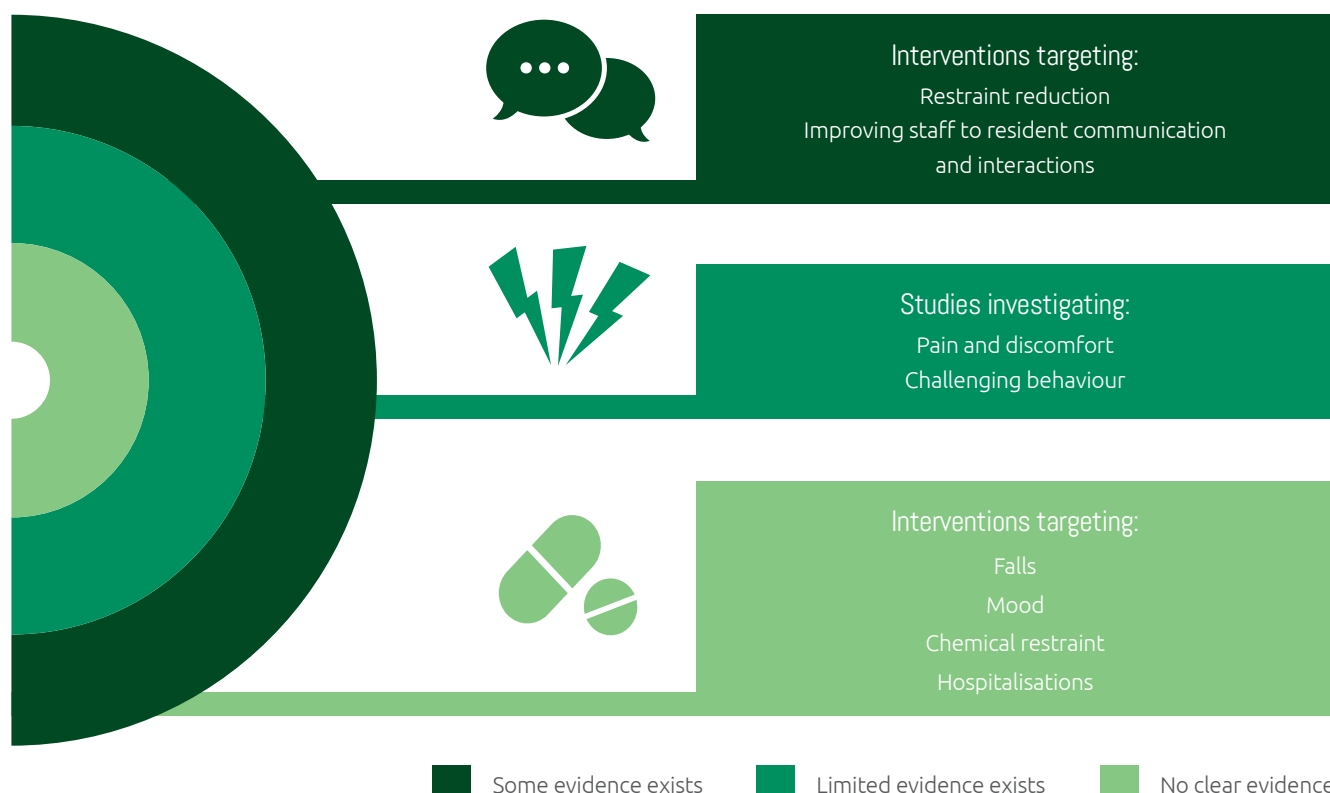 Interventions targeting:
Restraint reduction
Improving staff to resident communication
and interactions
Studies investigating:
Pain and discomfort
Challenging behaviour
Interventions targeting:
Falls
Mood
Chemical restraint
Hospitalisations
Some evidence exists
Limited evidence exists
No clear evidence